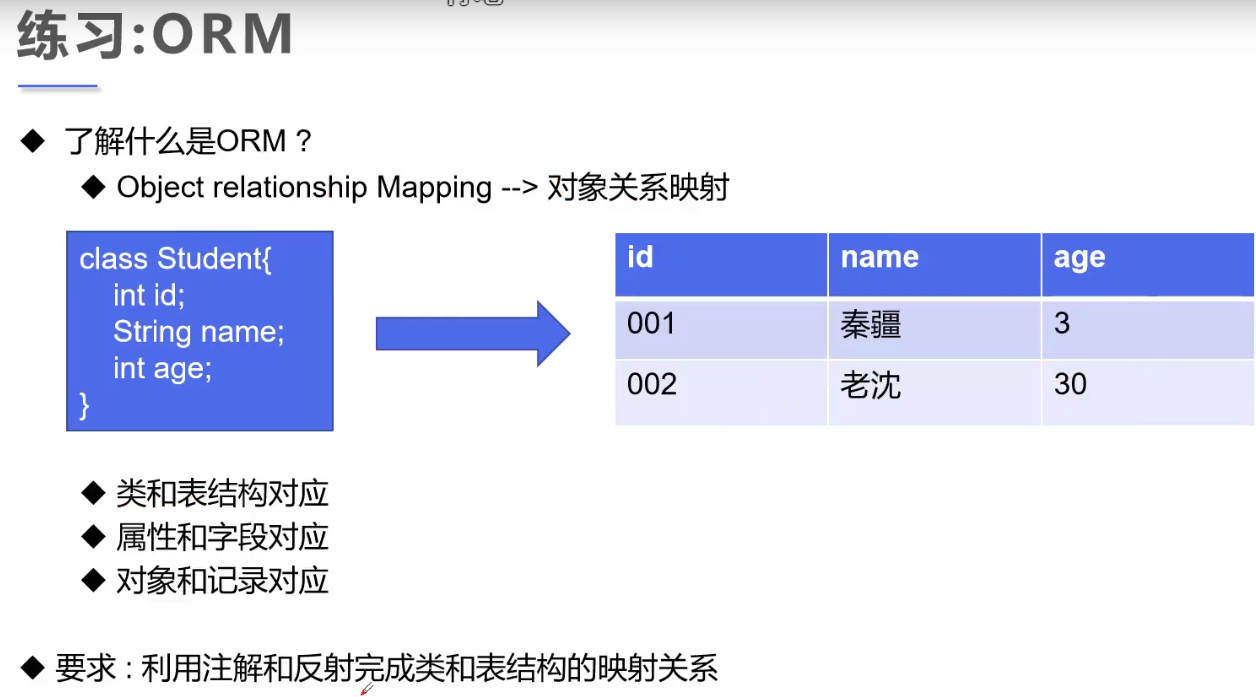 练习:ORM
◆ 了解什么是ORM？
◆ Object relationship Mapping --> 对象关系映射
class Student{
int id;
String name;
int age;
}
id name age
001 秦疆 3
002 老沈 30
◆ 类和表结构对应
◆ 属性和字段对应
◆ 对象和记录对应
◆ 要求 : 利用注解和反射完成类和表结构的映射关系